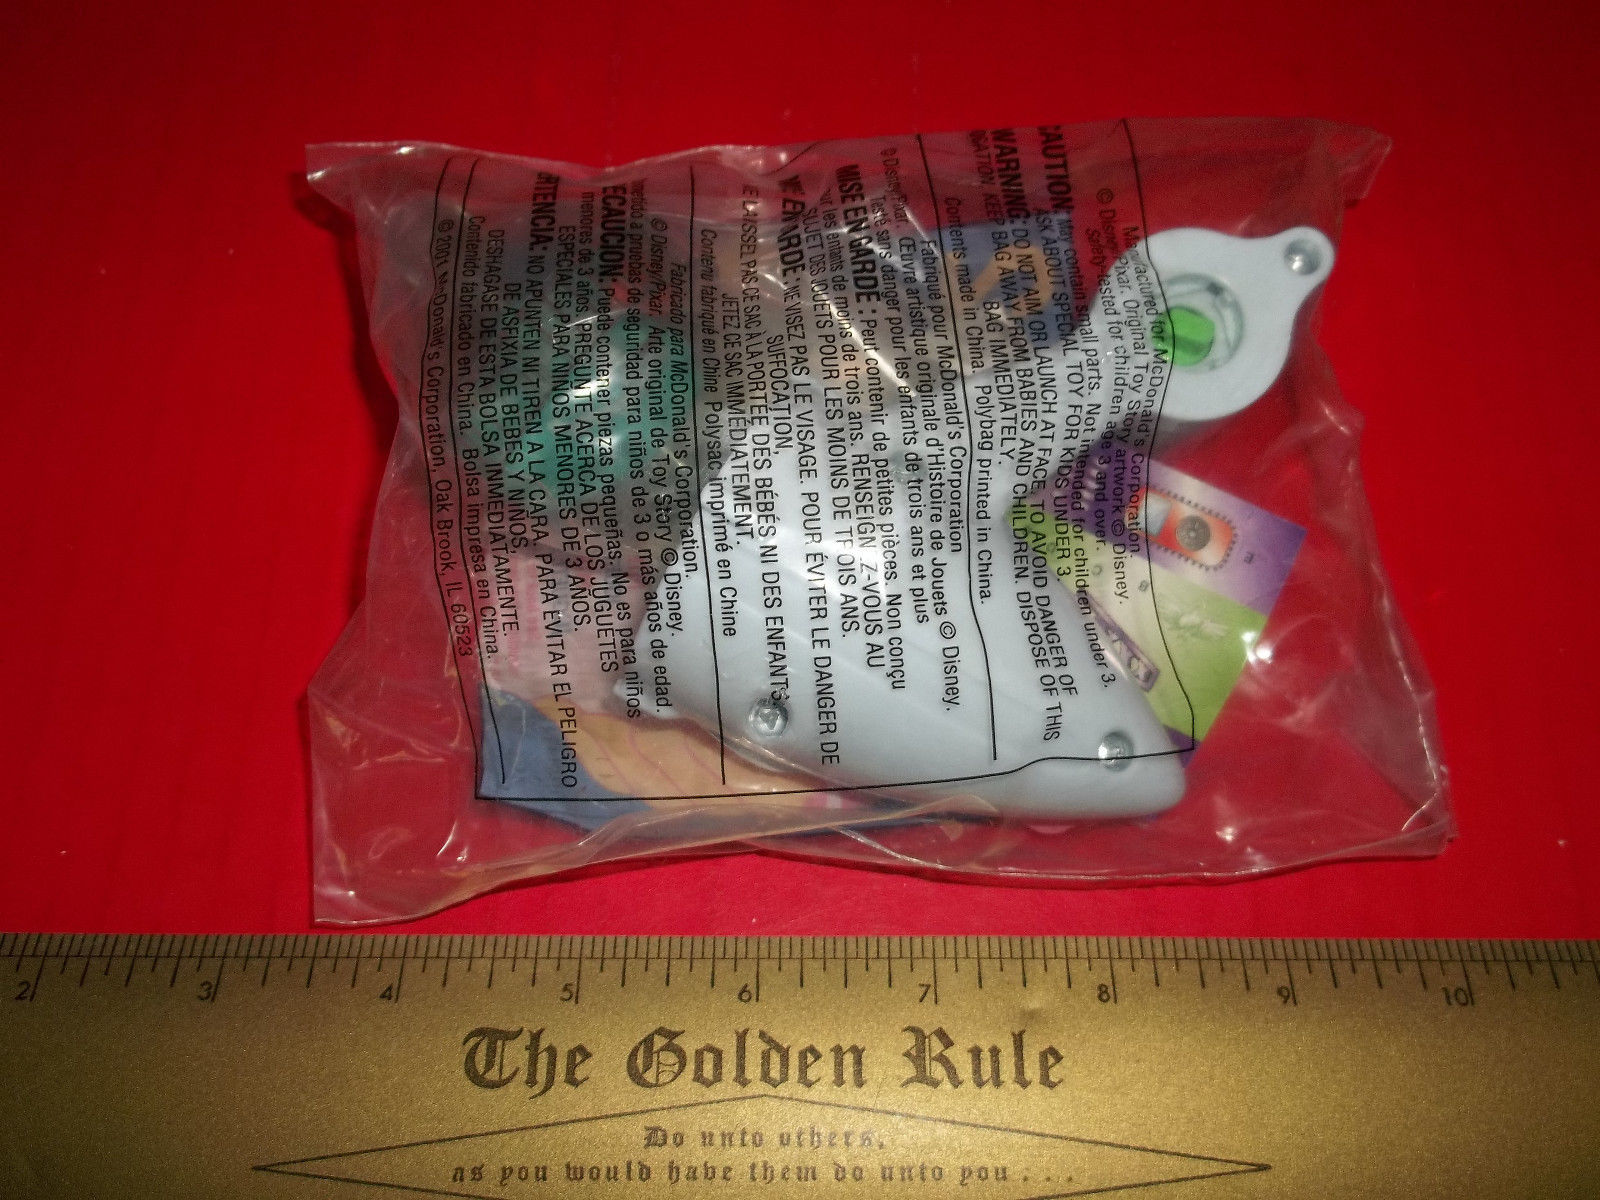 Manufactured for McDonald's Corporation.
© Disney/Pixar. Original Toy Story artwork © Disney.
Safety-tested for children age 3 and over.
CAUTION: May contain small parts. Not intended for children under 3.
ASK ABOUT SPECIAL TOY FOR KIDS UNDER 3
WARNING: DO NOT AIM OR LAUNCH AT FACE. TO AVOID DANGER OF
KEEP BAG AWAY FROM BABIES AND CHILDREN. DISPOSE OF THIS
BAG IMMEDIATELY.
Contents made in China. Polybag printed in China.
Fabriqué pour McDonald's Corporation
© Disney/Pixar. Œuvre artistique originale d'Histoire de Jouets © Disney.
Testé sans danger pour les enfants de trois ans et plus
MISE EN GARDE : Peut contenir de petites pièces. Non conçu
pour les enfants de moins de trois ans. RENSEIGNEZ-VOUS AU
SUJET DES JOUETS POUR LES MOINS DE TROIS ANS.
EN GARDE : NE VISEZ PAS LE VISAGE. POUR ÉVITER LE DANGER DE
SUFFOCATION,
NE LAISSEZ PAS CE SAC À LA PORTÉE DES BÉBÉS NI DES ENFANTS.
JETEZ CE SAC IMMÉDIATEMENT.
Contenu fabriqué en Chine Polysac imprimé en Chine
Fabricado para McDonald's Corporation.
© Disney/Pixar. Arte original de Toy Story © Disney.
a pruebas de seguridad para niños de 3 o más años de edad.
PRECAUCION: Puede contener piezas pequeñas. No es para niños
menores de 3 años. PREGUNTE ACERCA DE LOS JUGUETES
ESPECIALES PARA NIÑOS MENORES DE 3 AÑOS.
NO APUNTEN NI TIREN A LA CARA. PARA EVITAR EL PELIGRO
DE ASFIXIA DE BEBES Y NIÑOS.
DESHAGASE DE ESTA BOLSA INMEDIATAMENTE.
Contenido fabricado en China. Bolsa impresa en China.
© 2001 McDonald's Corporation, Oak Brook, IL 60523
2 3 4 5 6 7 8 9 10
The Golden Rule
Do unto others,
as you would have them do unto you . . .